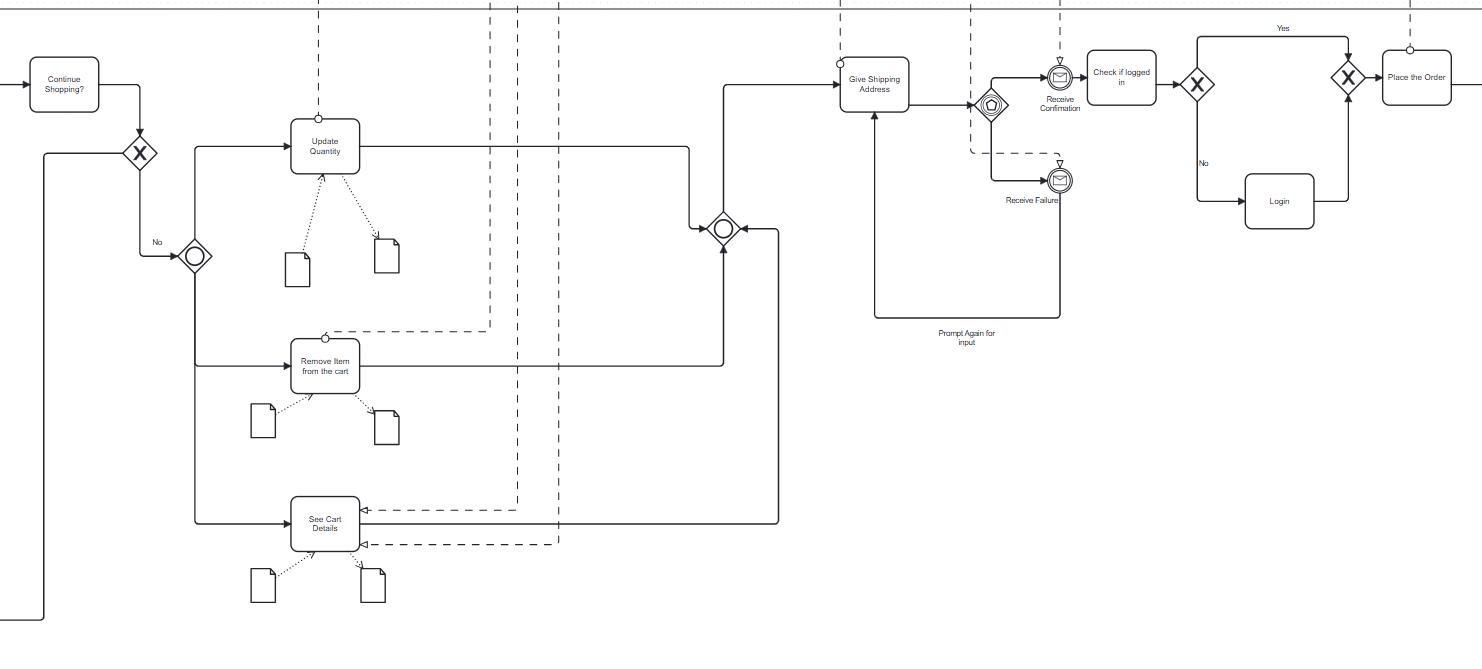 Continue
Shopping?
No
Update
Quantity
Remove Item
from the cart
See Cart
Details
Give Shipping
Address
Receive
Confimation
Receive Failure
Prompt Again for
input
Check if logged
in
Yes
No
Login
Place the Order